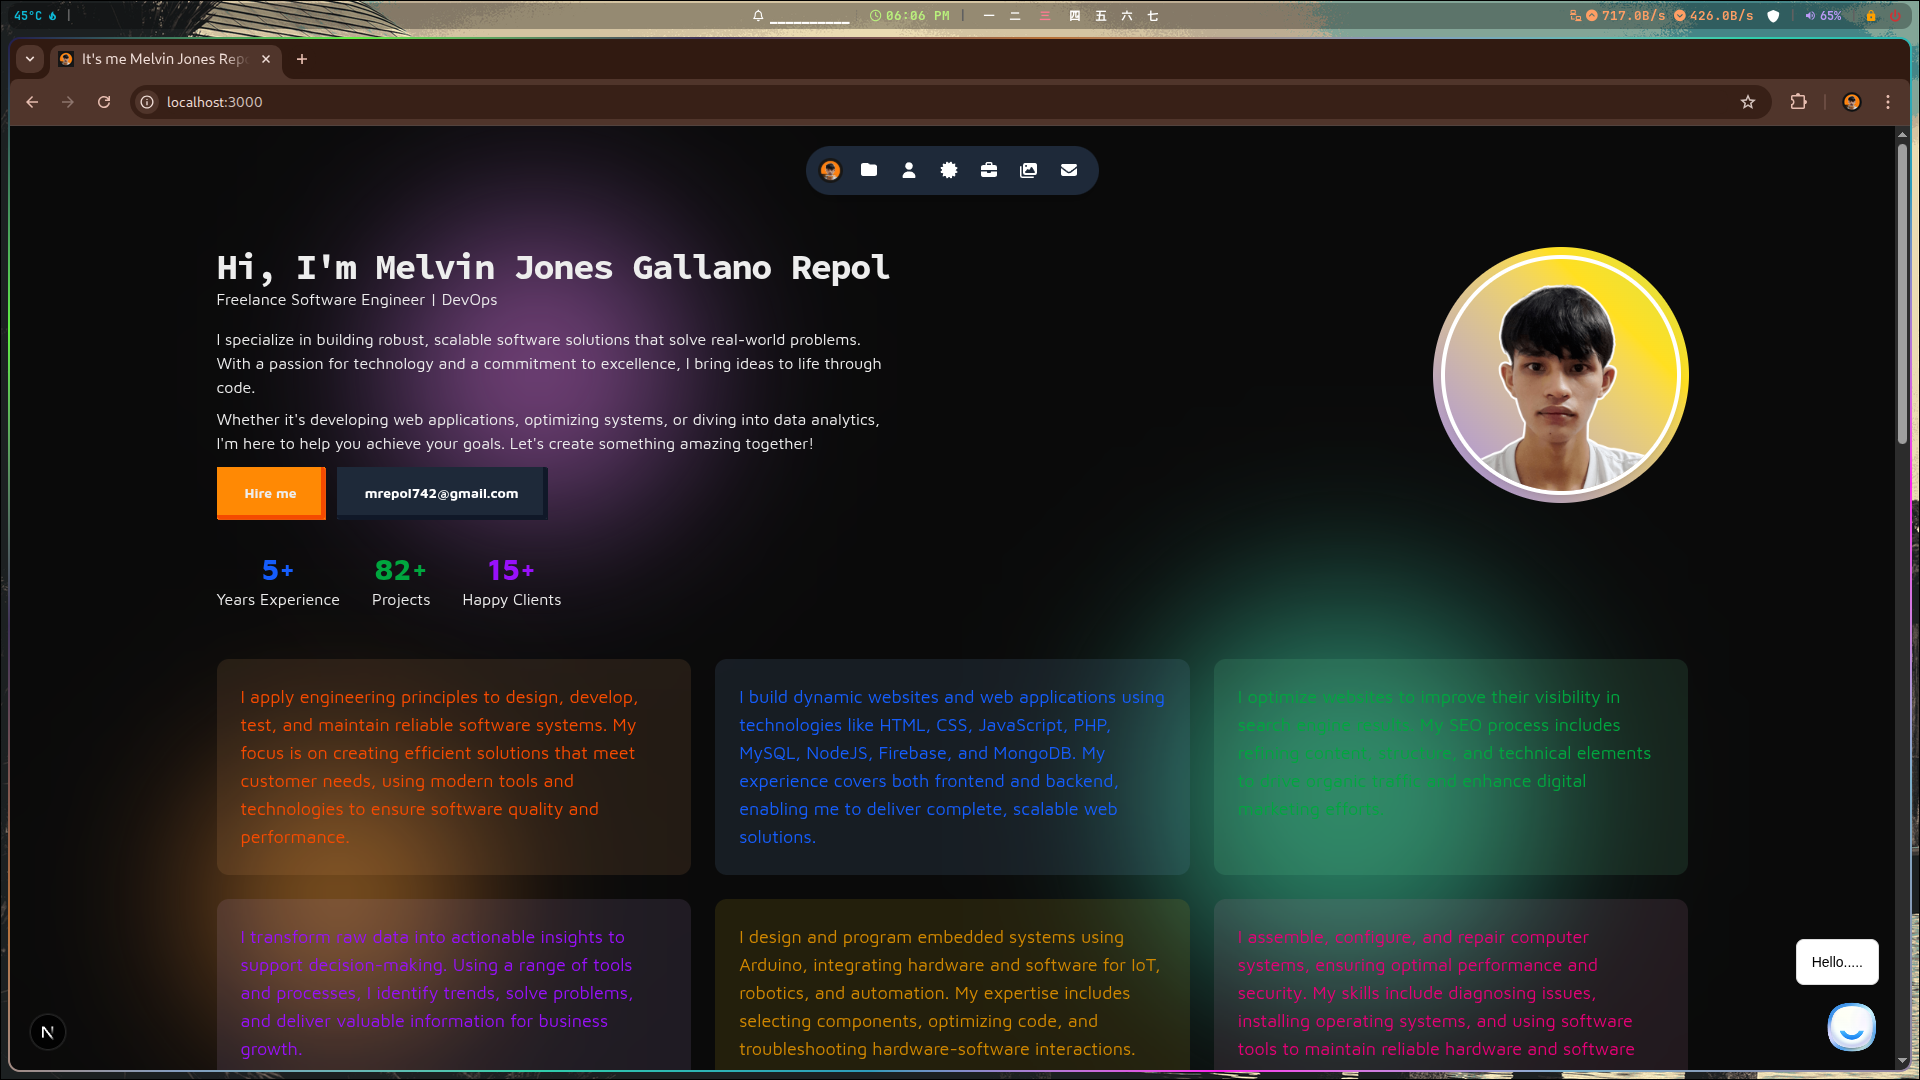 45°C
06:06 PM 一 二 三 四 五 六 七
717.0B/s 426.0B/s 65%
It's me Melvin Jones Rep
localhost:3000
Hi, I'm Melvin Jones Gallano Repol
Freelance Software Engineer | DevOps
I specialize in building robust, scalable software solutions that solve real-world problems.
With a passion for technology and a commitment to excellence, I bring ideas to life through
code.
Whether it's developing web applications, optimizing systems, or diving into data analytics,
I'm here to help you achieve your goals. Let's create something amazing together!
Hire me
mrepol742@gmail.com
5+
Years Experience
82+
Projects
15+
Happy Clients
I apply engineering principles to design, develop,
test, and maintain reliable software systems. My
focus is on creating efficient solutions that meet
customer needs, using modern tools and
technologies to ensure software quality and
performance.
I build dynamic websites and web applications using
technologies like HTML, CSS, JavaScript, PHP,
MySQL, NodeJS, Firebase, and MongoDB. My
experience covers both frontend and backend,
enabling me to deliver complete, scalable web
solutions.
I optimize websites to improve their visibility in
search engine results. My SEO process includes
refining content, structure, and technical elements
to drive organic traffic and enhance digital
marketing efforts.
I transform raw data into actionable insights to
support decision-making. Using a range of tools
and processes, I identify trends, solve problems,
and deliver valuable information for business
growth.
I design and program embedded systems using
Arduino, integrating hardware and software for IoT,
robotics, and automation. My expertise includes
selecting components, optimizing code, and
troubleshooting hardware-software interactions.
I assemble, configure, and repair computer
systems, ensuring optimal performance and
security. My skills include diagnosing issues,
installing operating systems, and using software
tools to maintain reliable hardware and software
Hello.....
N